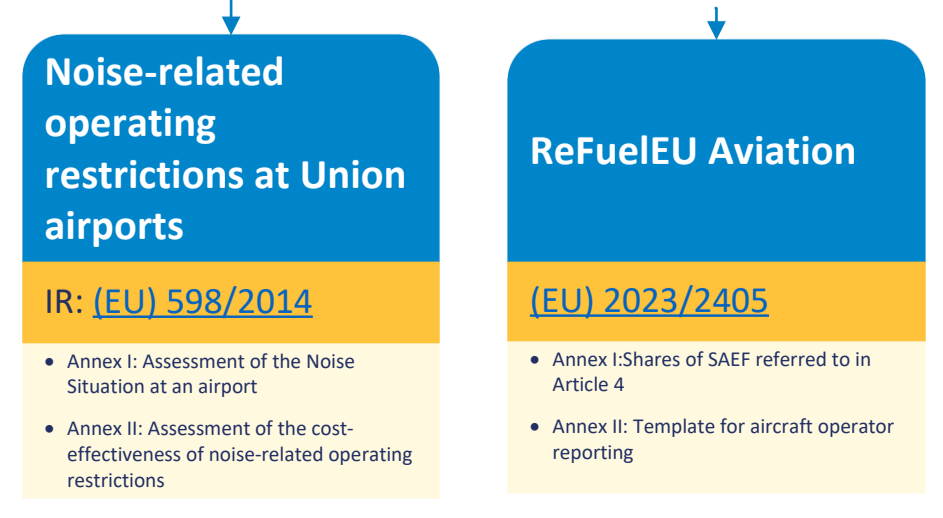 Noise-related
operating
restrictions at Union
airports
IR: (EU) 598/2014
• Annex I: Assessment of the Noise
Situation at an airport
• Annex II: Assessment of the cost-
effectiveness of noise-related operating
restrictions
ReFuelEU Aviation
(EU) 2023/2405
• Annex I:Shares of SAEF referred to in
Article 4
• Annex II: Template for aircraft operator
reporting